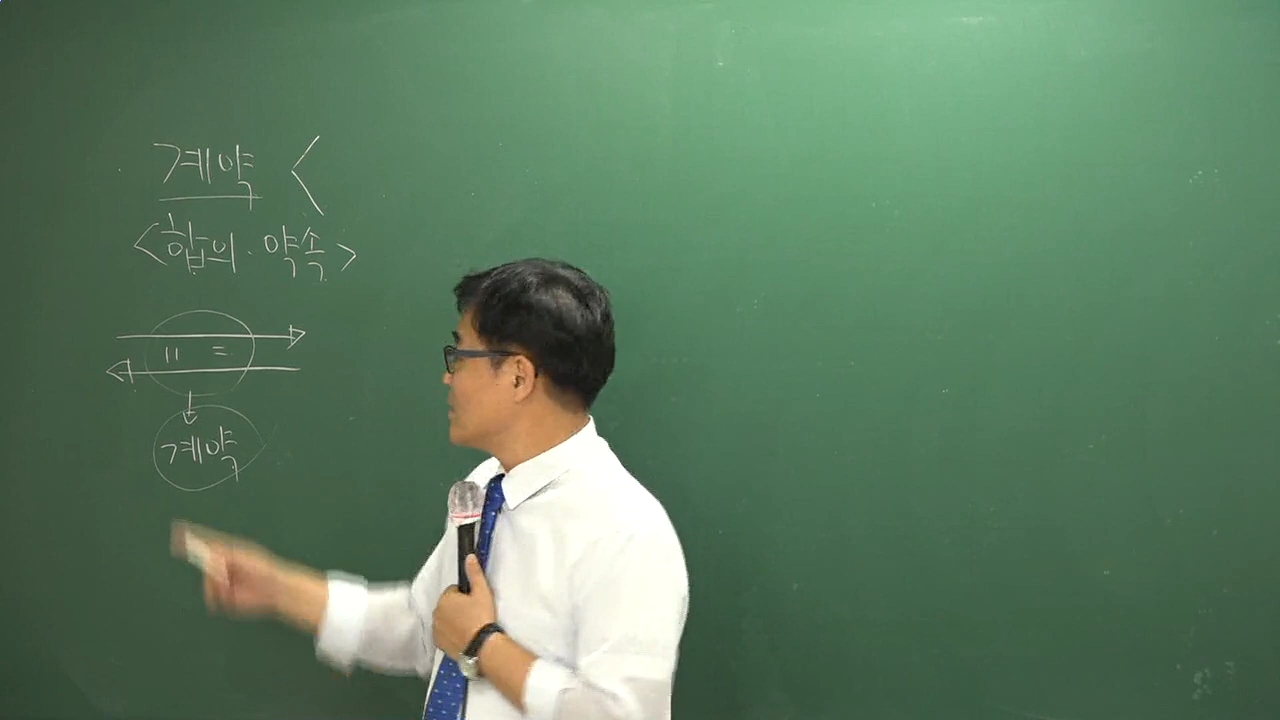 계약 <
<합의 · 약속>
= =
계약